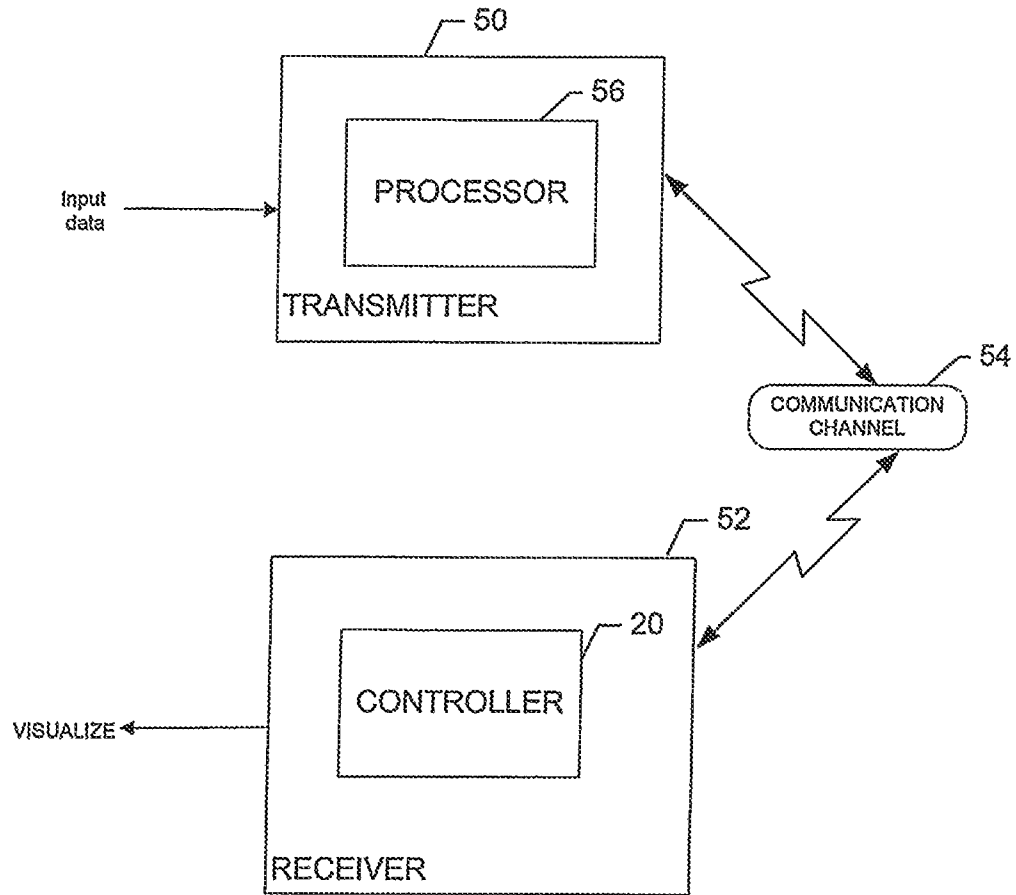 50
56
PROCESSOR
Input
data
TRANSMITTER
54
COMMUNICATION
CHANNEL
52
20
CONTROLLER
VISUALIZE
RECEIVER